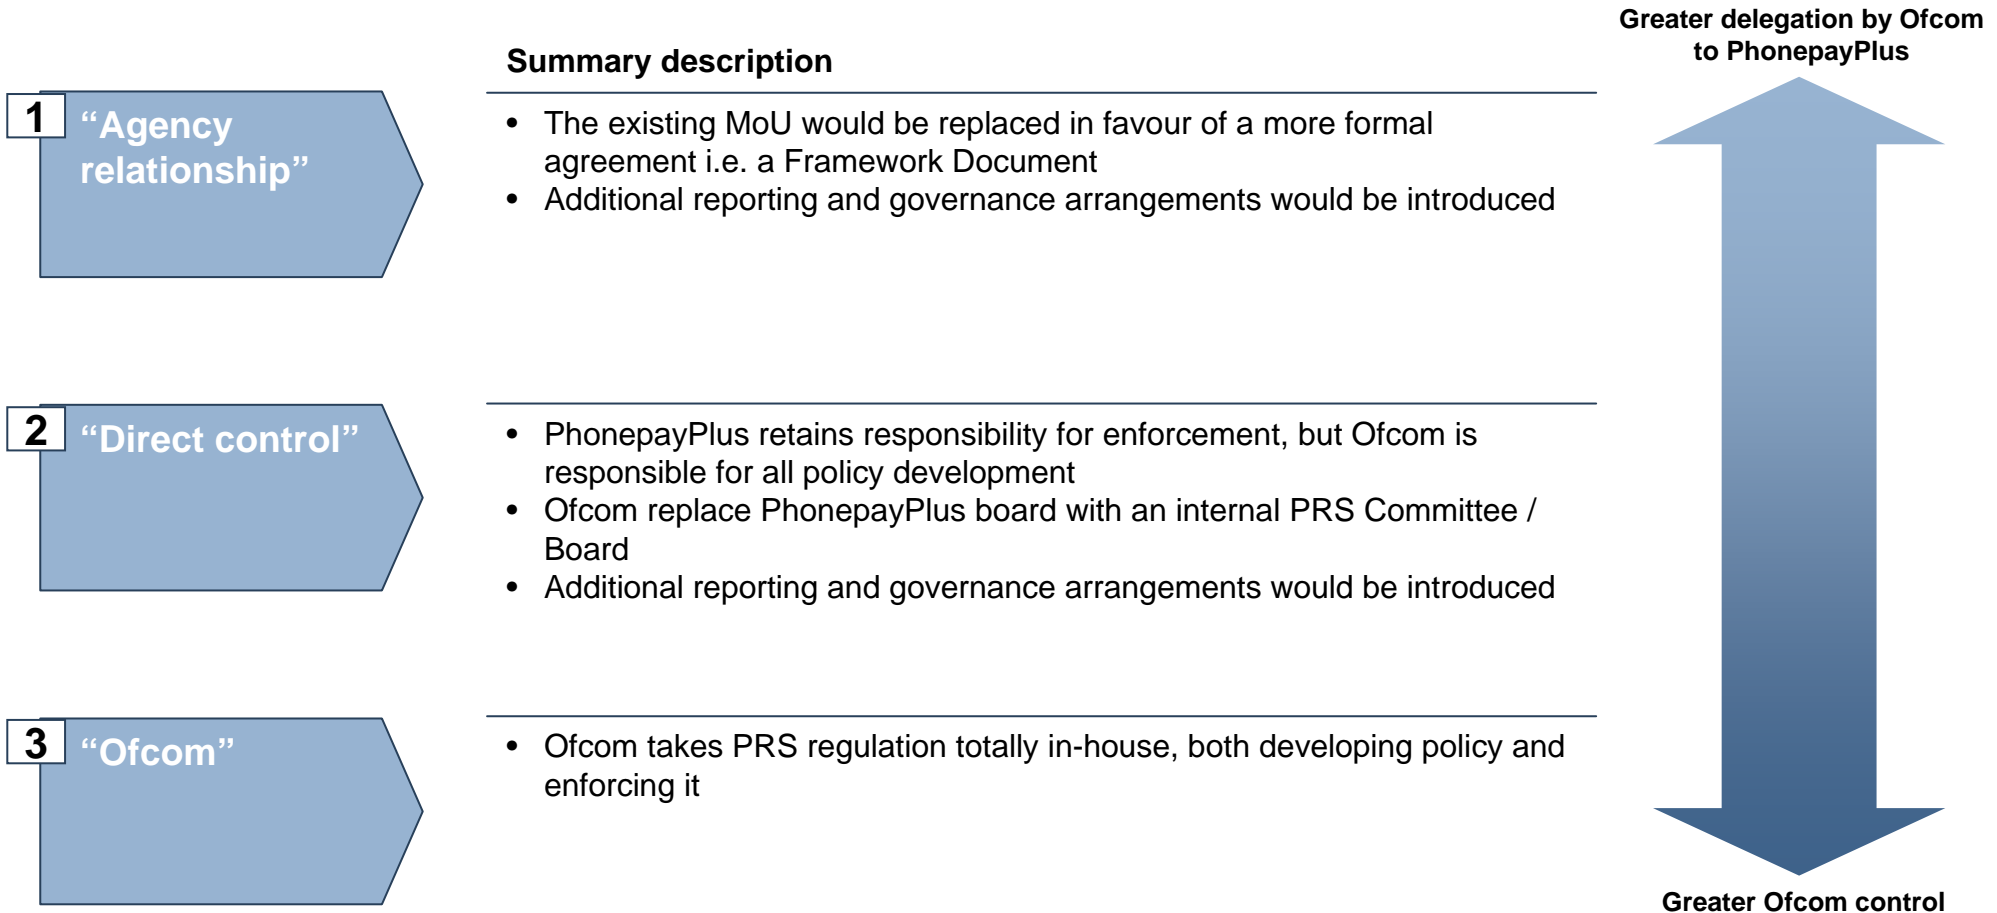 Greater delegation by Ofcom
to PhonepayPlus
Summary description
1
“Agency
relationship”
• The existing MoU would be replaced in favour of a more formal
agreement i.e. a Framework Document
• Additional reporting and governance arrangements would be introduced
2
“Direct control”
• PhonepayPlus retains responsibility for enforcement, but Ofcom is
responsible for all policy development
• Ofcom replace PhonepayPlus board with an internal PRS Committee /
Board
• Additional reporting and governance arrangements would be introduced
3
“Ofcom”
• Ofcom takes PRS regulation totally in-house, both developing policy and
enforcing it
Greater Ofcom control